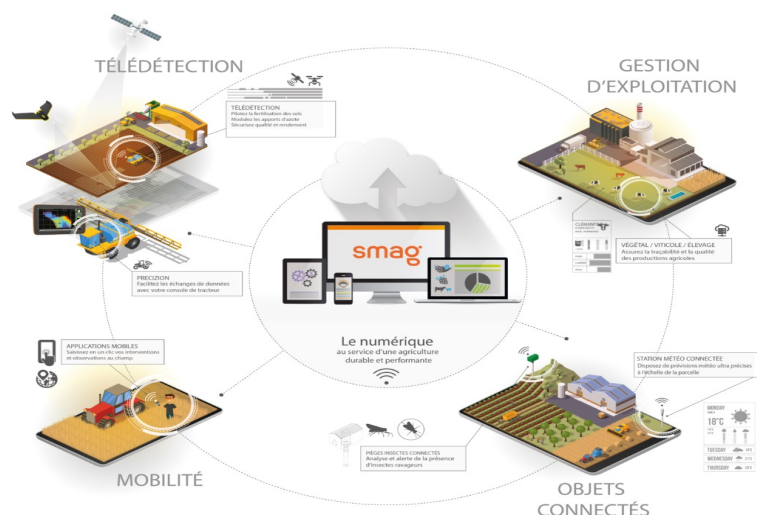 TÉLÉDÉTECTION
TÉLÉDÉTECTION
Pilotez la fertilisation des sols
Modulez les apports d'azote
Sécurisez qualité et rendement
PRECIZION
Facilitez les échanges de données
avec votre console de tracteur
GESTION
D'EXPLOITATION
CLÉMENTINE
VÉGÉTAL / VITICOLE / ÉLEVAGE
Assurez la traçabilité et la qualité
des productions agricoles
smag
Le numérique
au service d'une agriculture
durable et performante
APPLICATIONS MOBILES
Saisissez en un clic vos interventions
et observations au champ
MOBILITÉ
STATION MÉTÉO CONNECTÉE
Disposez de prévisions météo ultra précises
à l'échelle de la parcelle
PIÈGES INSECTES CONNECTÉS
Analyse et alerte de la présence
d'insectes ravageurs
MONDAY
18°C
TUESDAY
WEDNESDAY
THURSDAY
OBJETS
CONNECTÉS